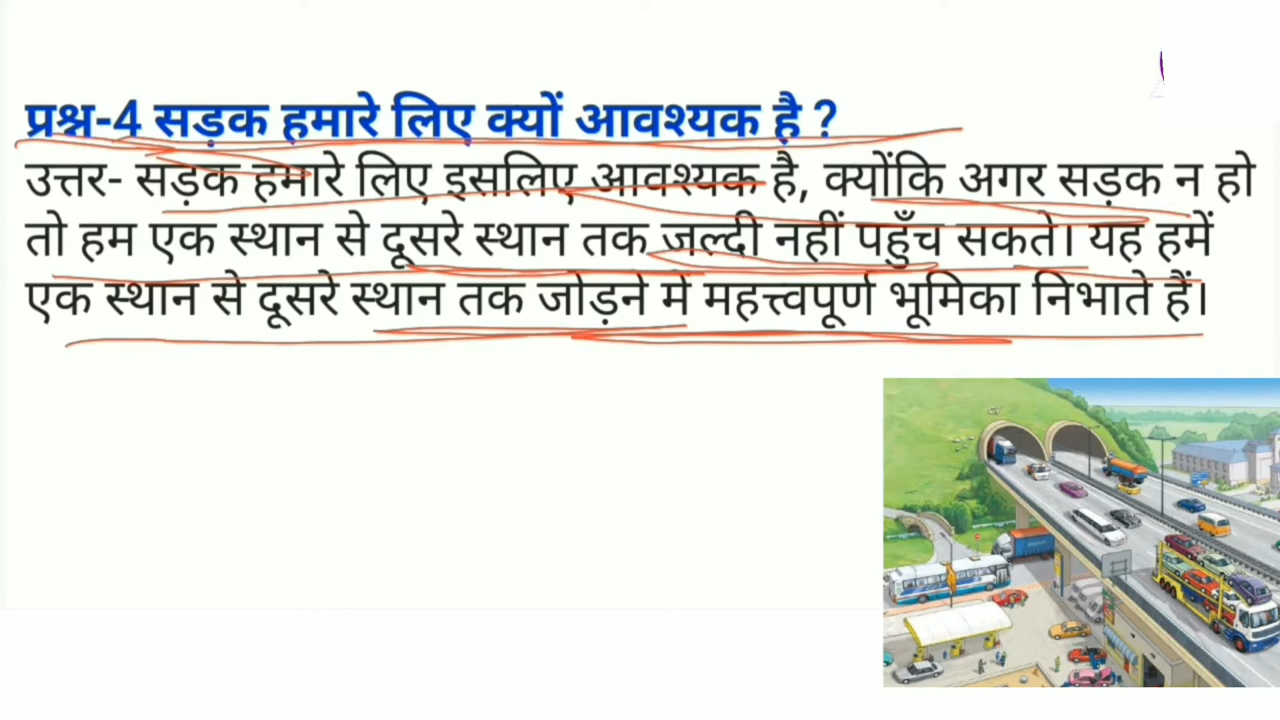 प्रश्न-4 सड़क हमारे लिए क्यों आवश्यक है ?
उत्तर- सड़क हमारे लिए इसलिए आवश्यक है, क्योंकि अगर सड़क न हो
तो हम एक स्थान से दूसरे स्थान तक जल्दी नहीं पहुँच सकते। यह हमें
एक स्थान से दूसरे स्थान तक जोड़ने में महत्त्वपूर्ण भूमिका निभाते हैं।